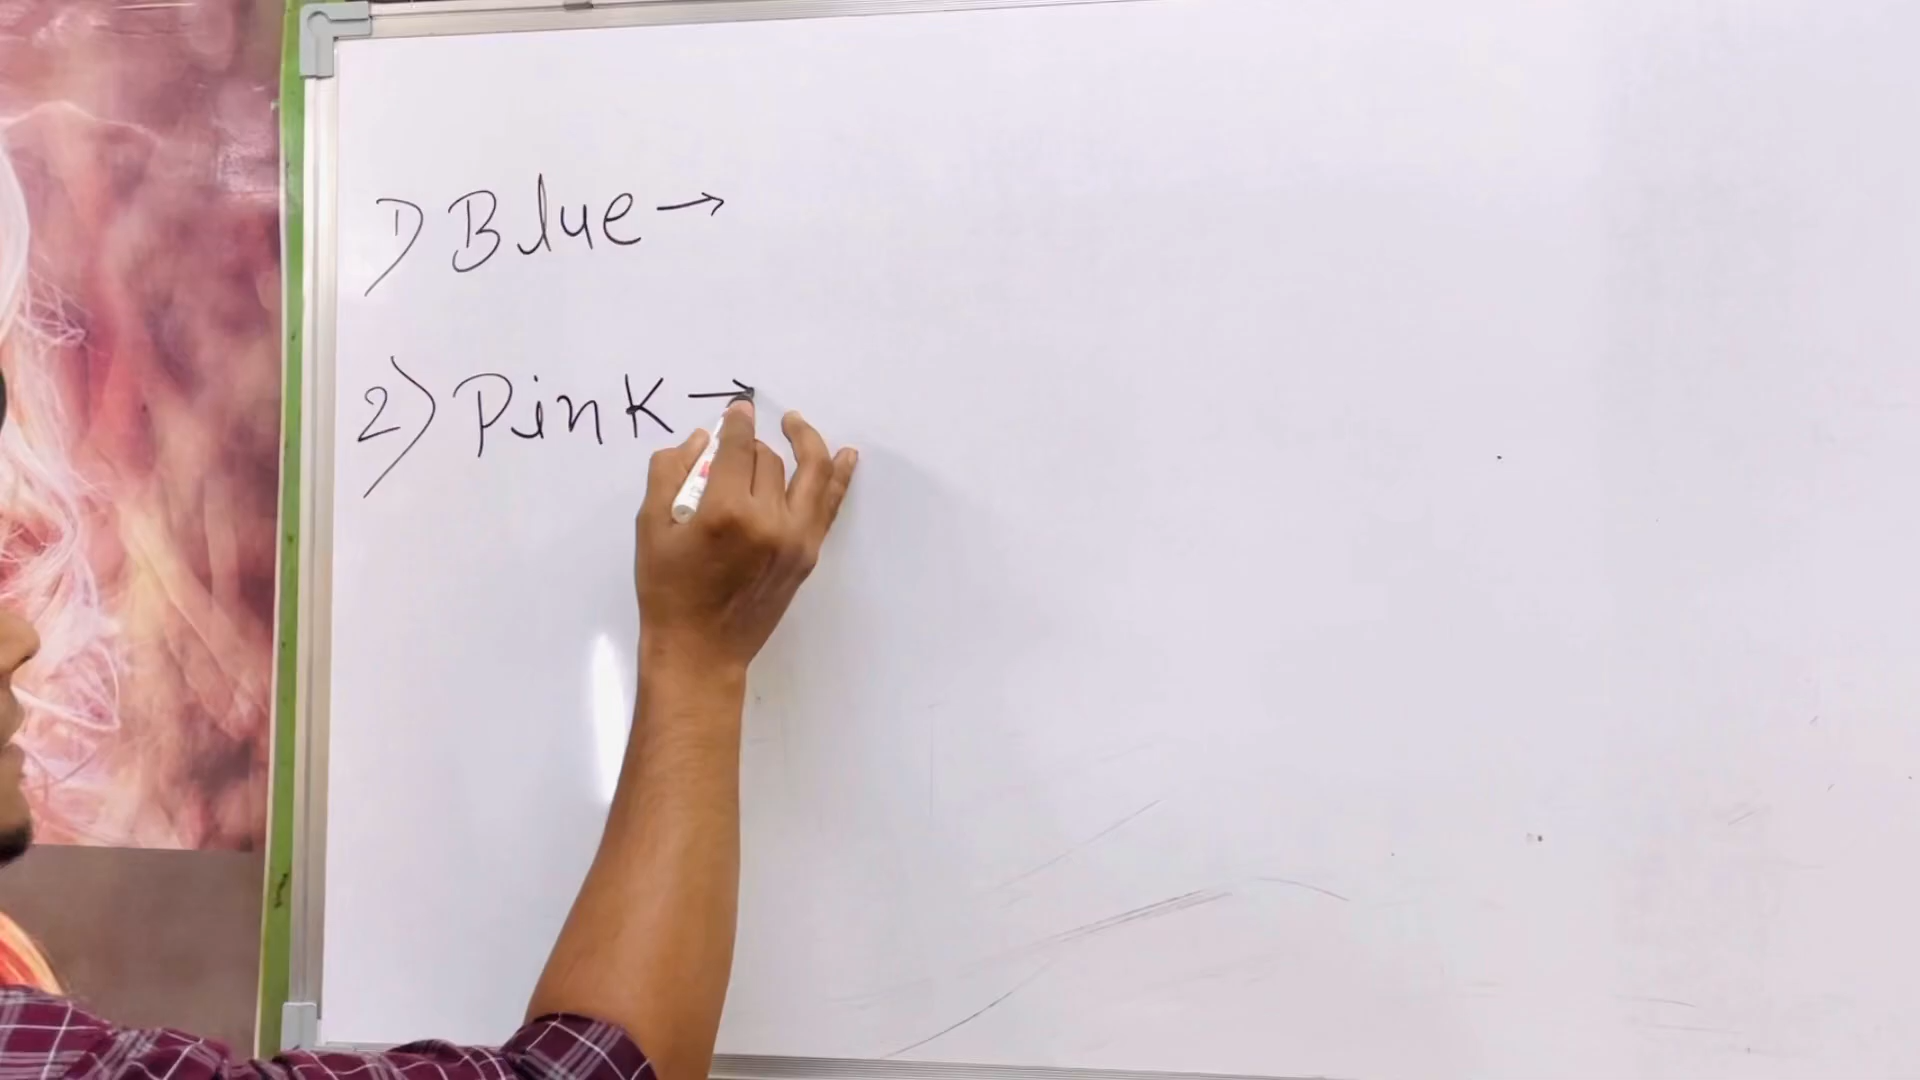 1) Blue →
2) Pink →